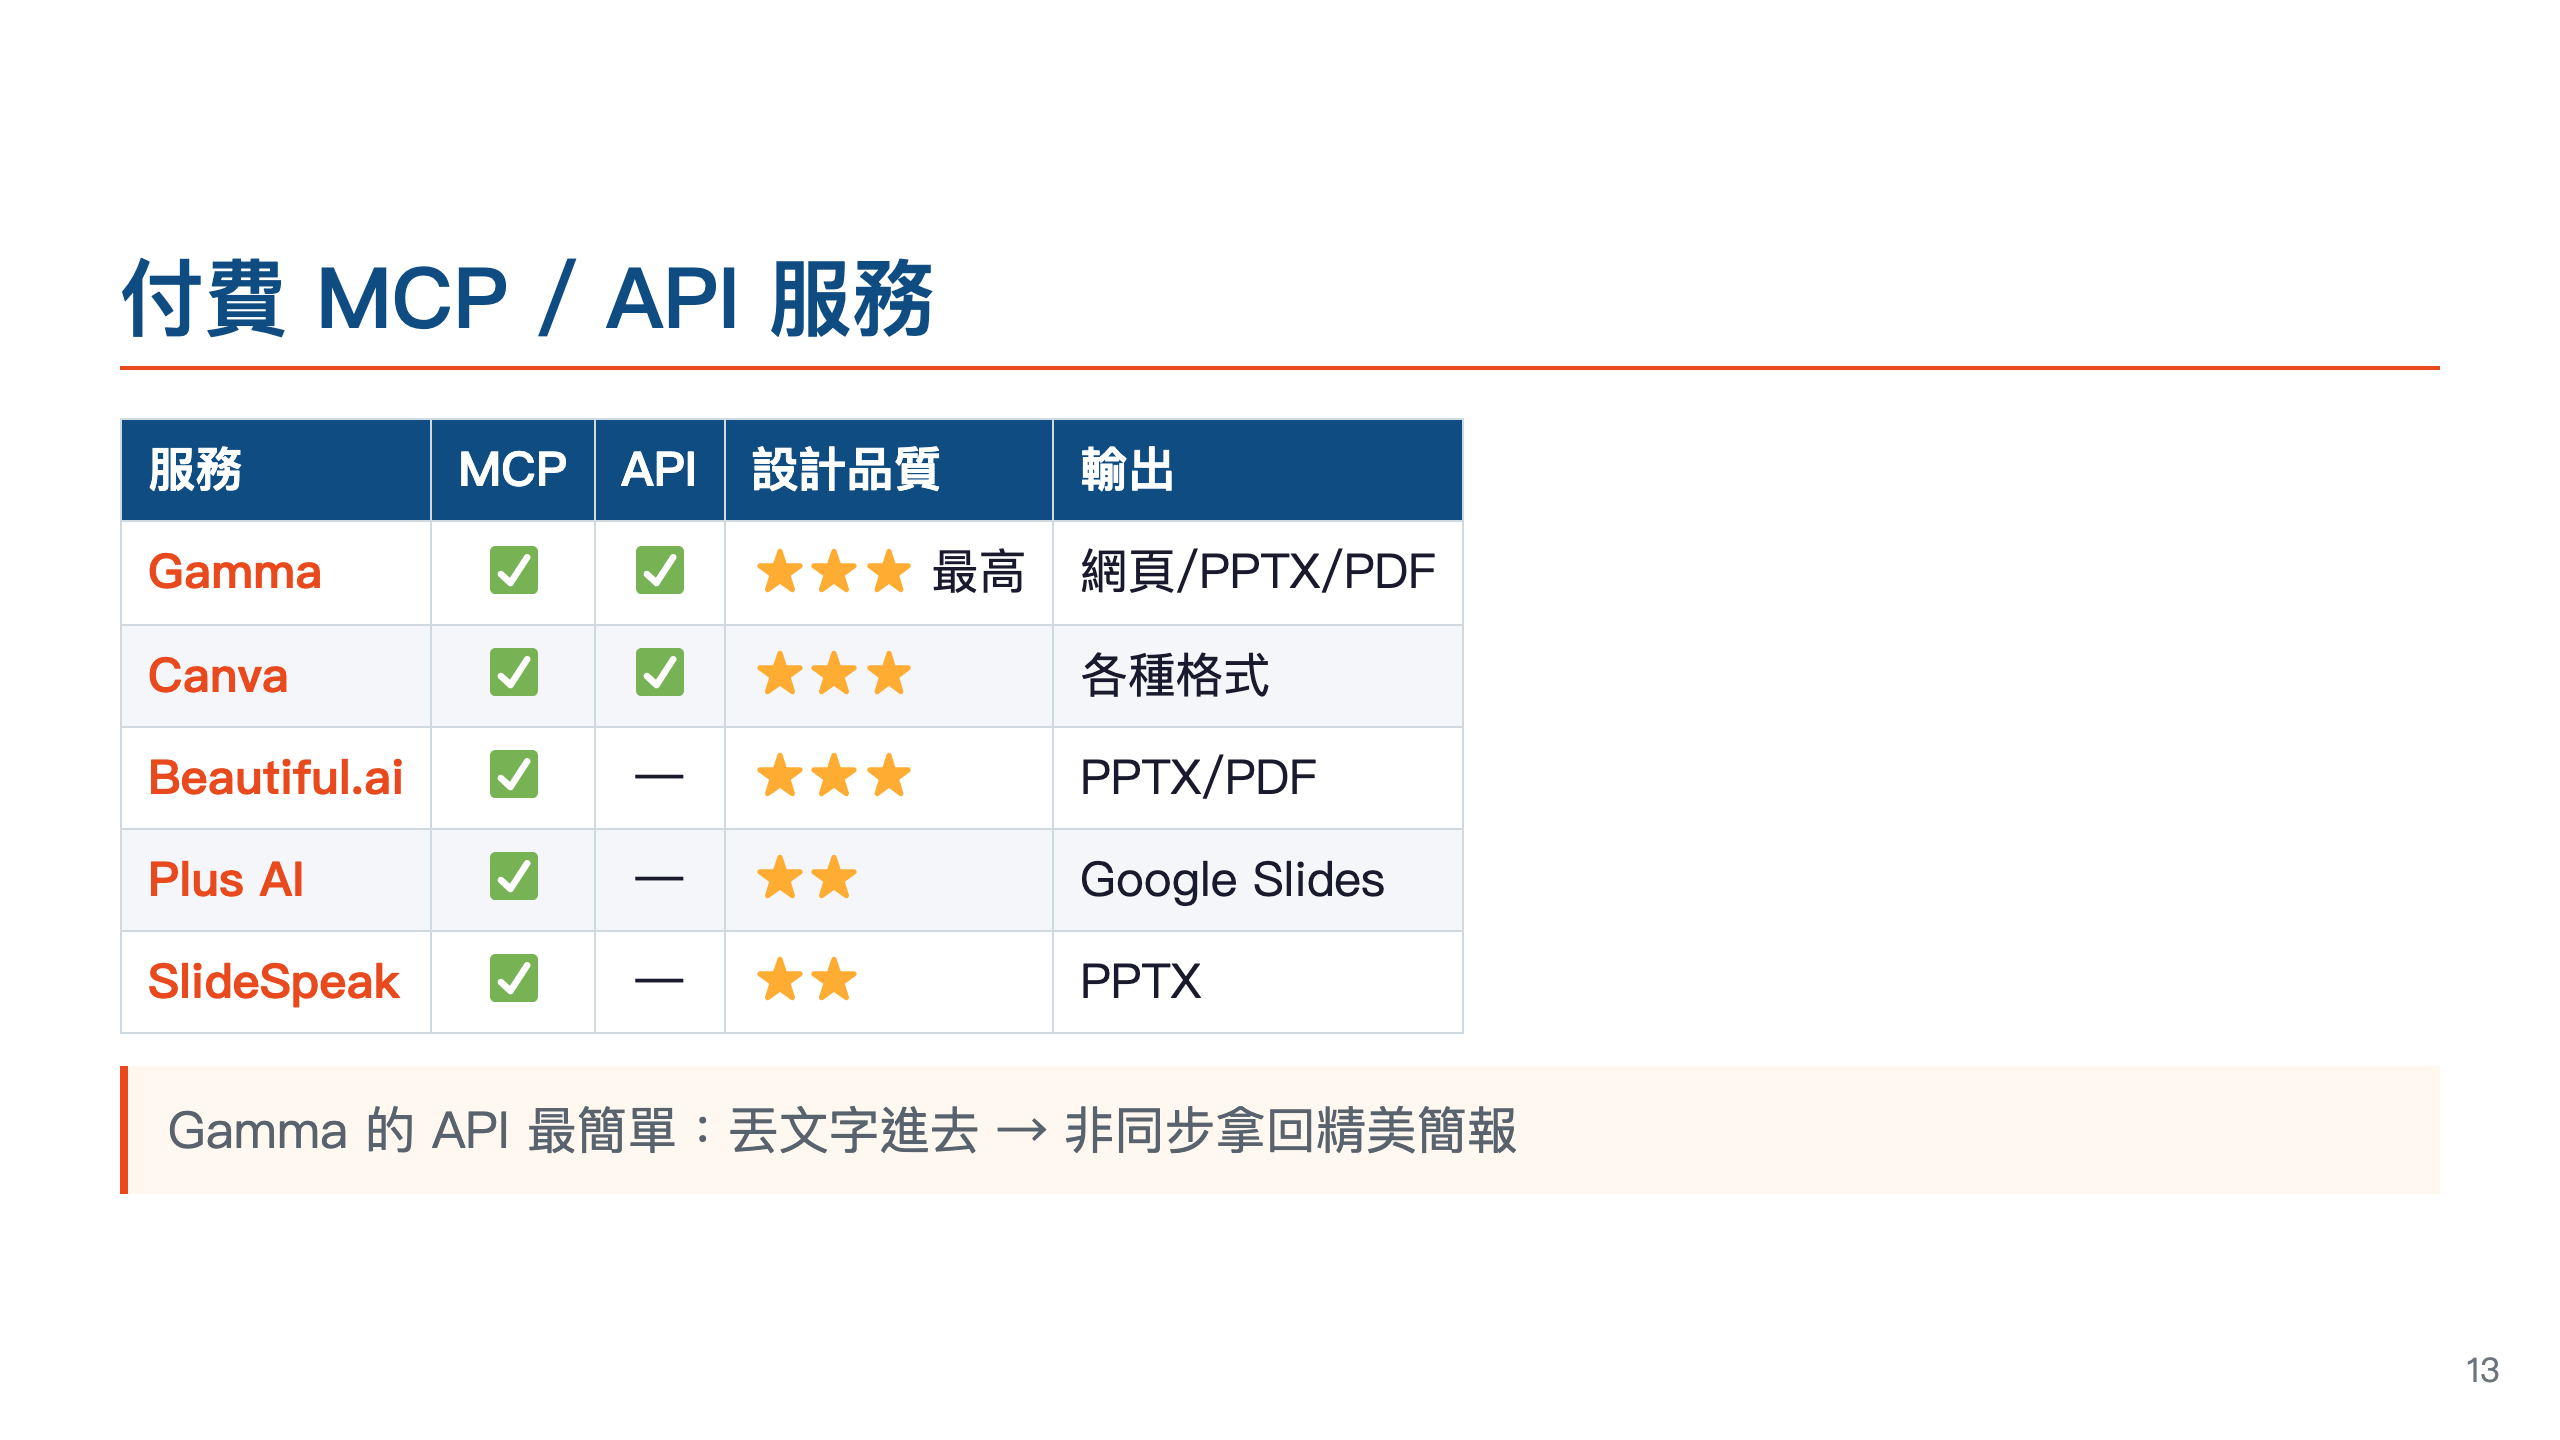 付費 MCP / API 服務
服務 MCP API 設計品質 輸出
Gamma ✅ ✅ ⭐⭐⭐ 最高 網頁/PPTX/PDF
Canva ✅ ✅ ⭐⭐⭐ 各種格式
Beautiful.ai ✅ — ⭐⭐⭐ PPTX/PDF
Plus AI ✅ — ⭐⭐ Google Slides
SlideSpeak ✅ — ⭐⭐ PPTX
Gamma 的 API 最簡單：丟文字進去 → 非同步拿回精美簡報
13